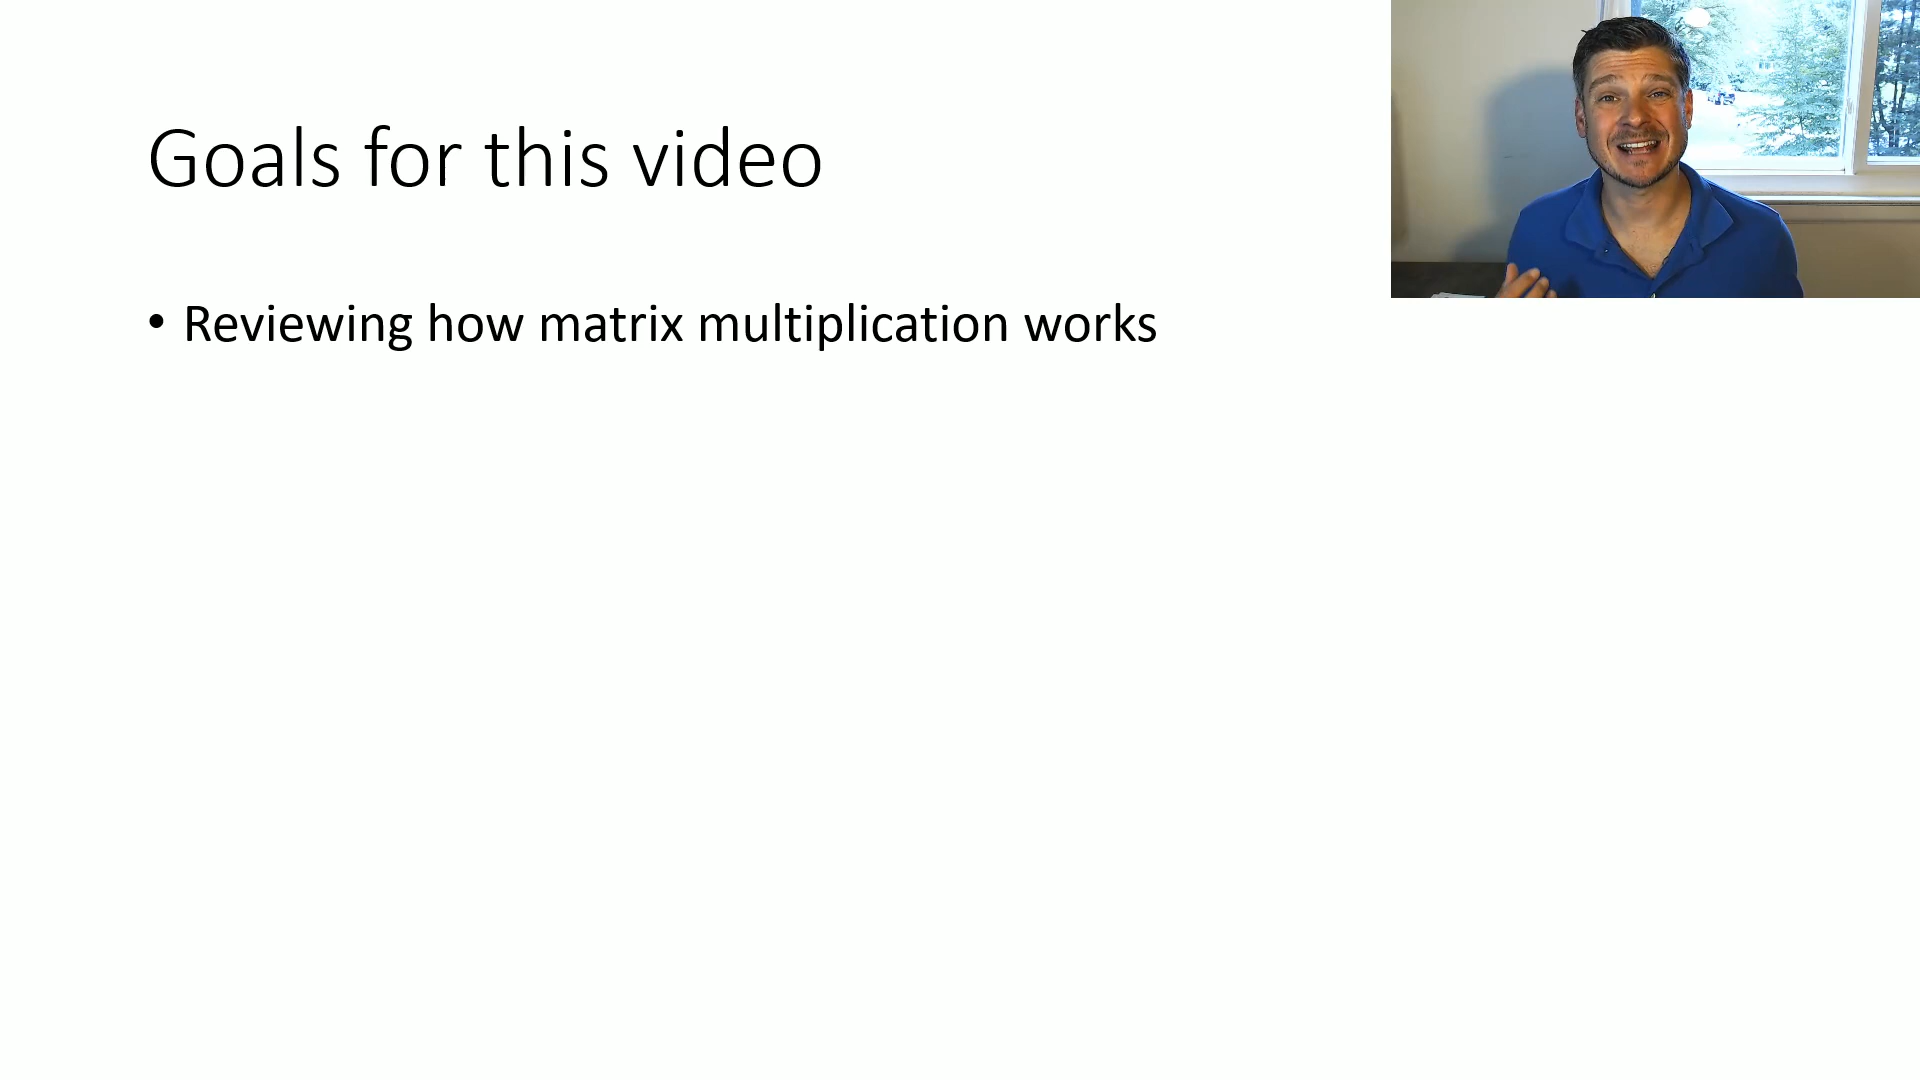 Goals for this video
• Reviewing how matrix multiplication works